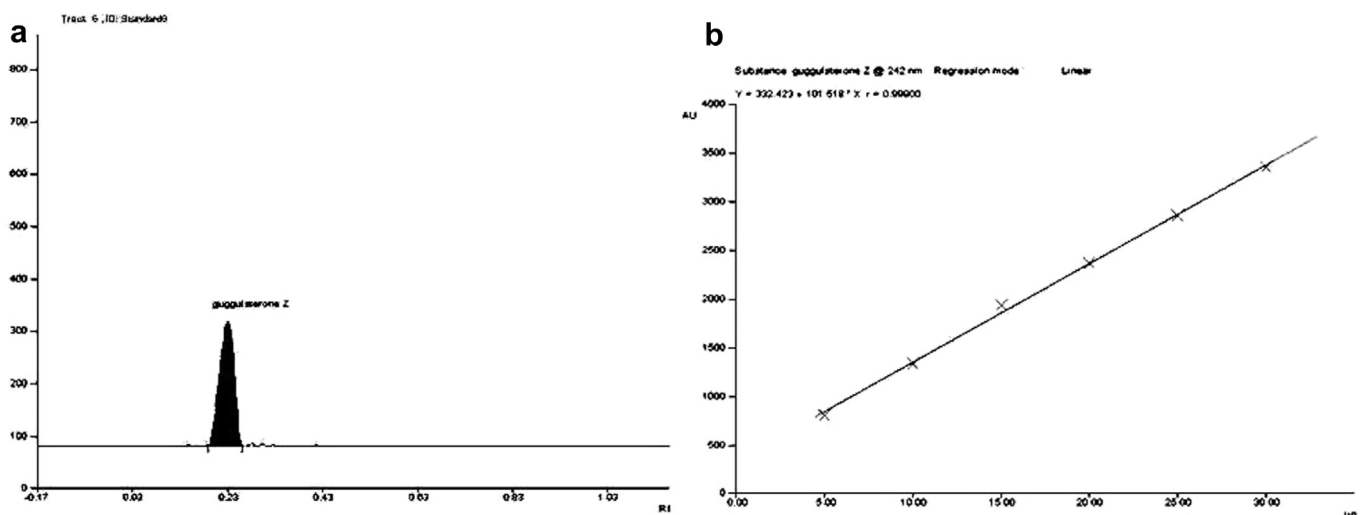 a
Track 6 , ID: Standard6
800
700
600
500
400
300
200
100
0
guggulsterone Z
-0.17 0.03 0.23 0.43 0.63 0.83 1.03
Rf
b
Substance guggulsterone Z @ 242 nm Regression mode Linear
Y = 332.423 + 101.518 * X r = 0.99900
AU
4000
3500
3000
2500
2000
1500
1000
500
0
0.00 5.00 10.00 15.00 20.00 25.00 30.00